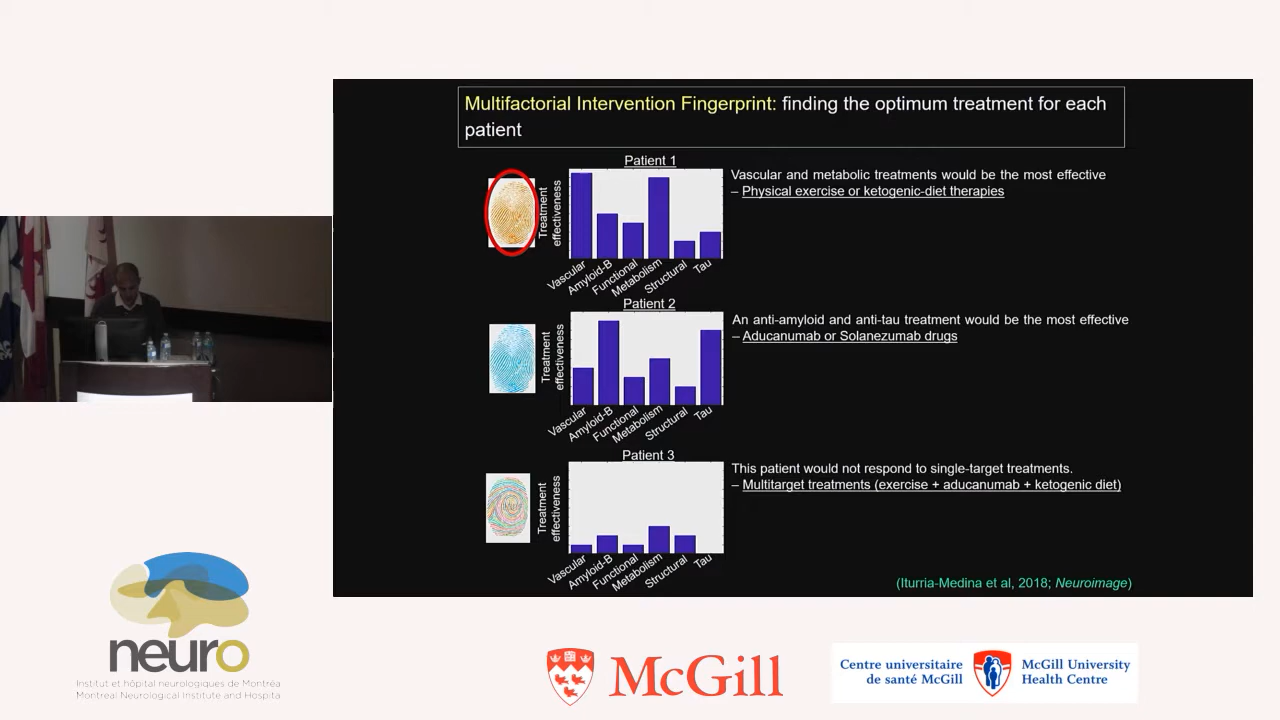 Multifactorial Intervention Fingerprint: finding the optimum treatment for each
patient
Patient 1
Treatment
effectiveness
Vascular
Amyloid-B
Functional
Metabolism
Structural
Tau
Vascular and metabolic treatments would be the most effective
– Physical exercise or ketogenic-diet therapies
Patient 2
Treatment
effectiveness
Vascular
Amyloid-B
Functional
Metabolism
Structural
Tau
An anti-amyloid and anti-tau treatment would be the most effective
– Aducanumab or Solanezumab drugs
Patient 3
Treatment
effectiveness
Vascular
Amyloid-B
Functional
Metabolism
Structural
Tau
This patient would not respond to single-target treatments.
– Multitarget treatments (exercise + aducanumab + ketogenic diet)
(Iturria-Medina et al, 2018; Neuroimage)
neuro
Institut et hôpital neurologiques de Montréa
Montreal Neurological Institute and Hospita
McGill
Centre universitaire
de santé McGill
McGill University
Health Centre